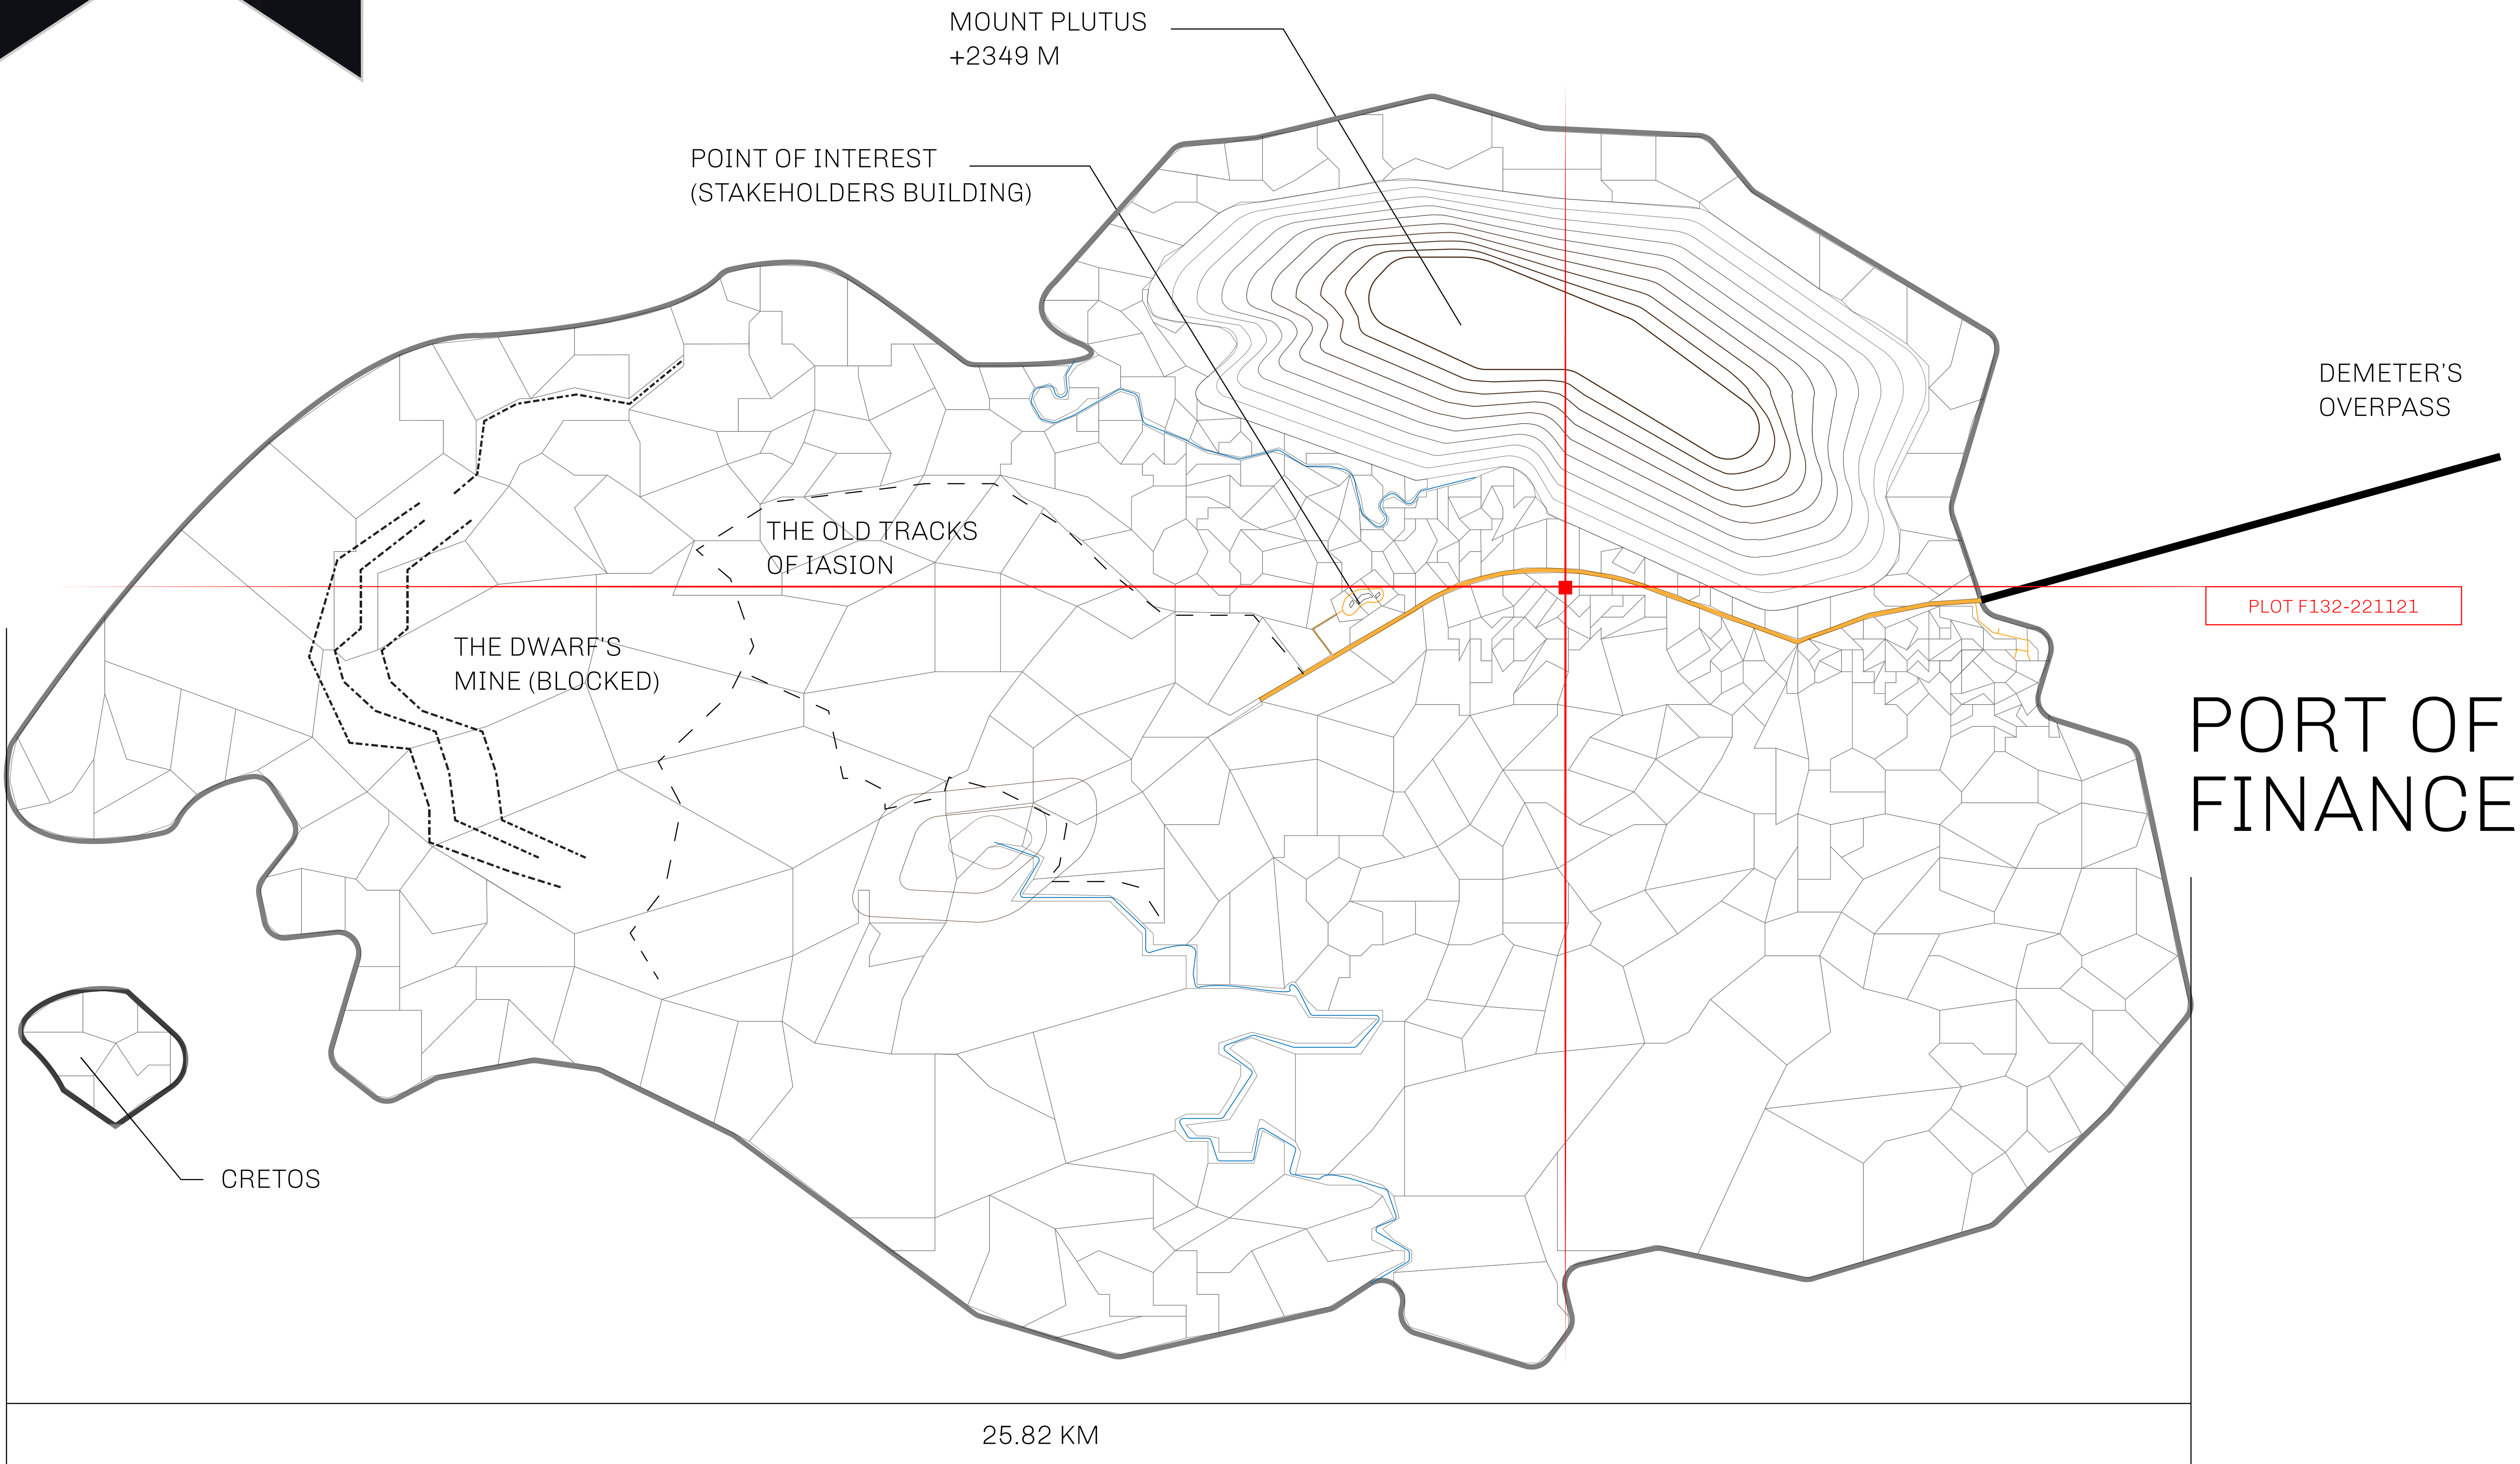 MOUNT PLUTUS
+2349 M
POINT OF INTEREST
(STAKEHOLDERS BUILDING)
DEMETER'S
OVERPASS
THE OLD TRACKS
OF IASION
PLOT F132-221121
THE DWARF'S
MINE (BLOCKED)
PORT OF
FINANCE
CRETOS
25.82 KM